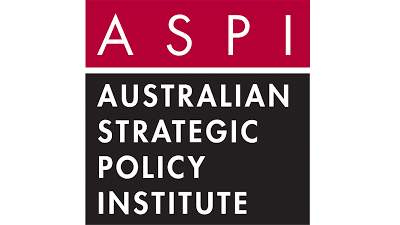 ASPI
AUSTRALIAN
STRATEGIC
POLICY
INSTITUTE